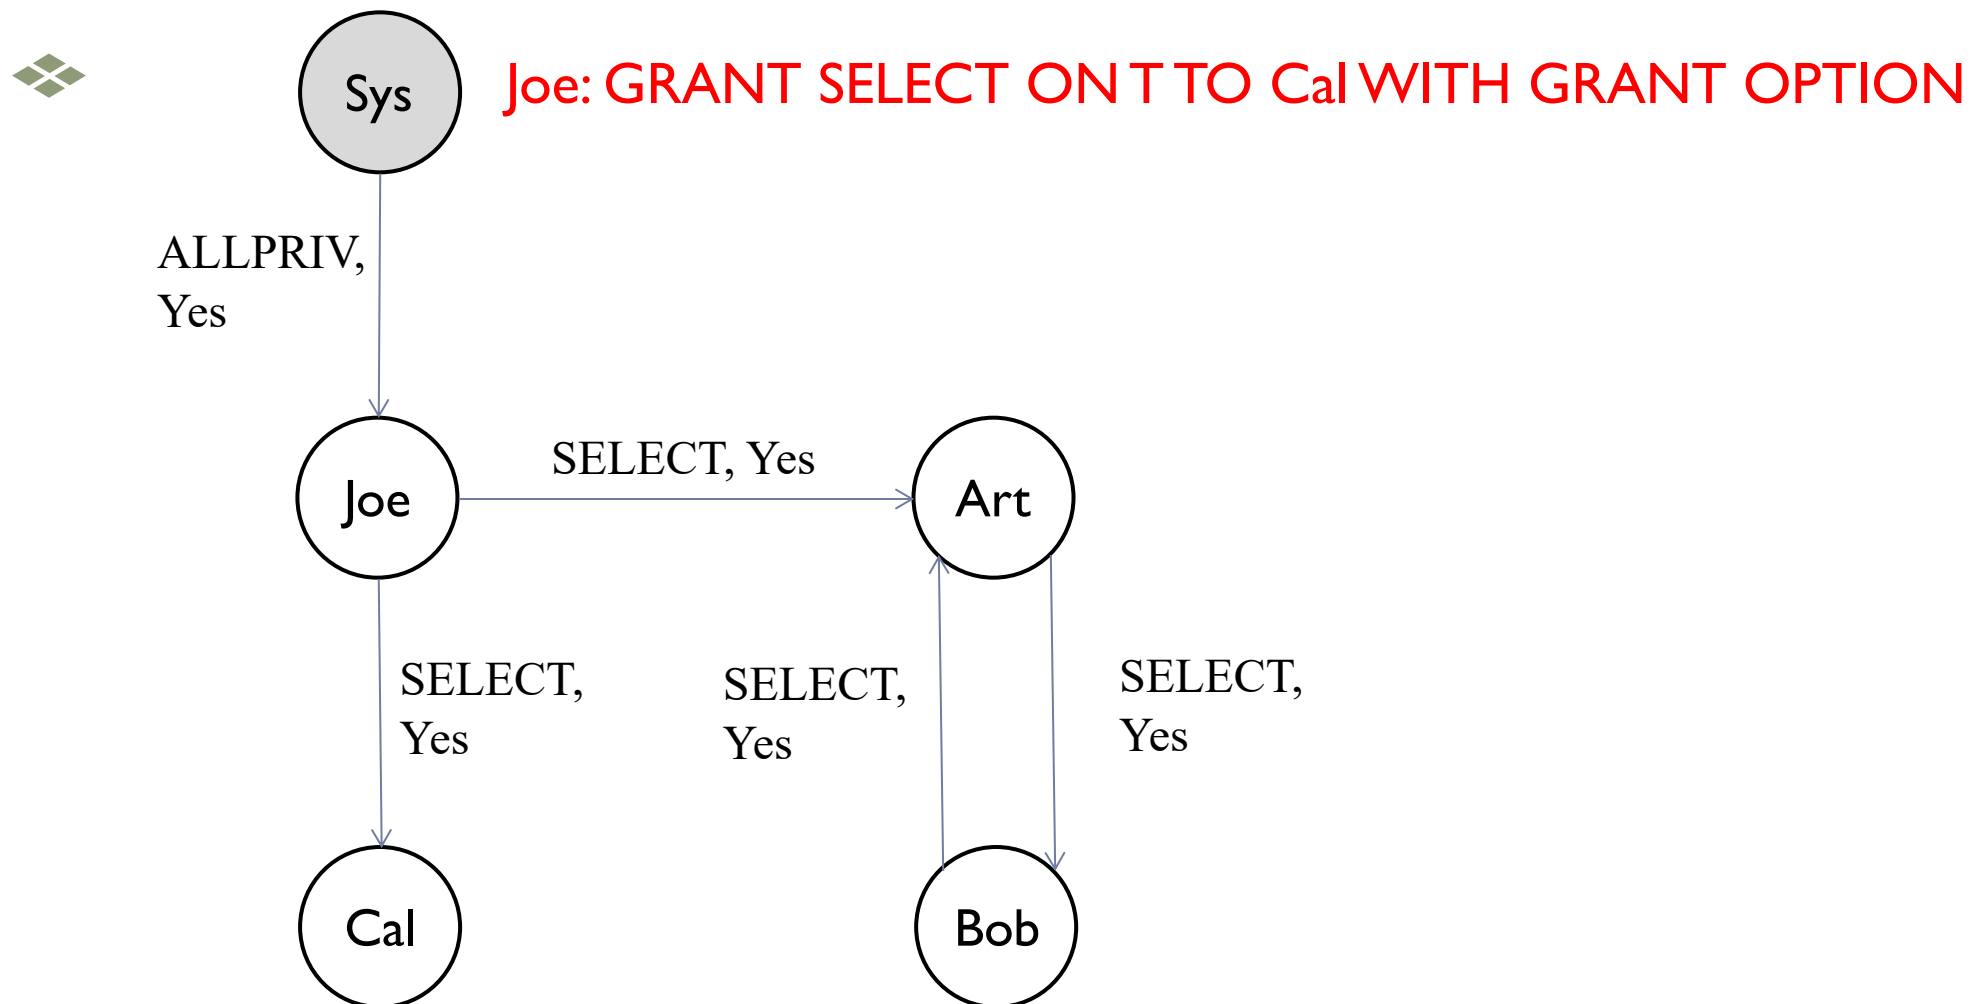 Sys
Joe: GRANT SELECT ON T TO Cal WITH GRANT OPTION
ALLPRIV,
Yes
SELECT, Yes
Joe
Art
SELECT,
Yes
SELECT,
Yes
SELECT,
Yes
Cal
Bob